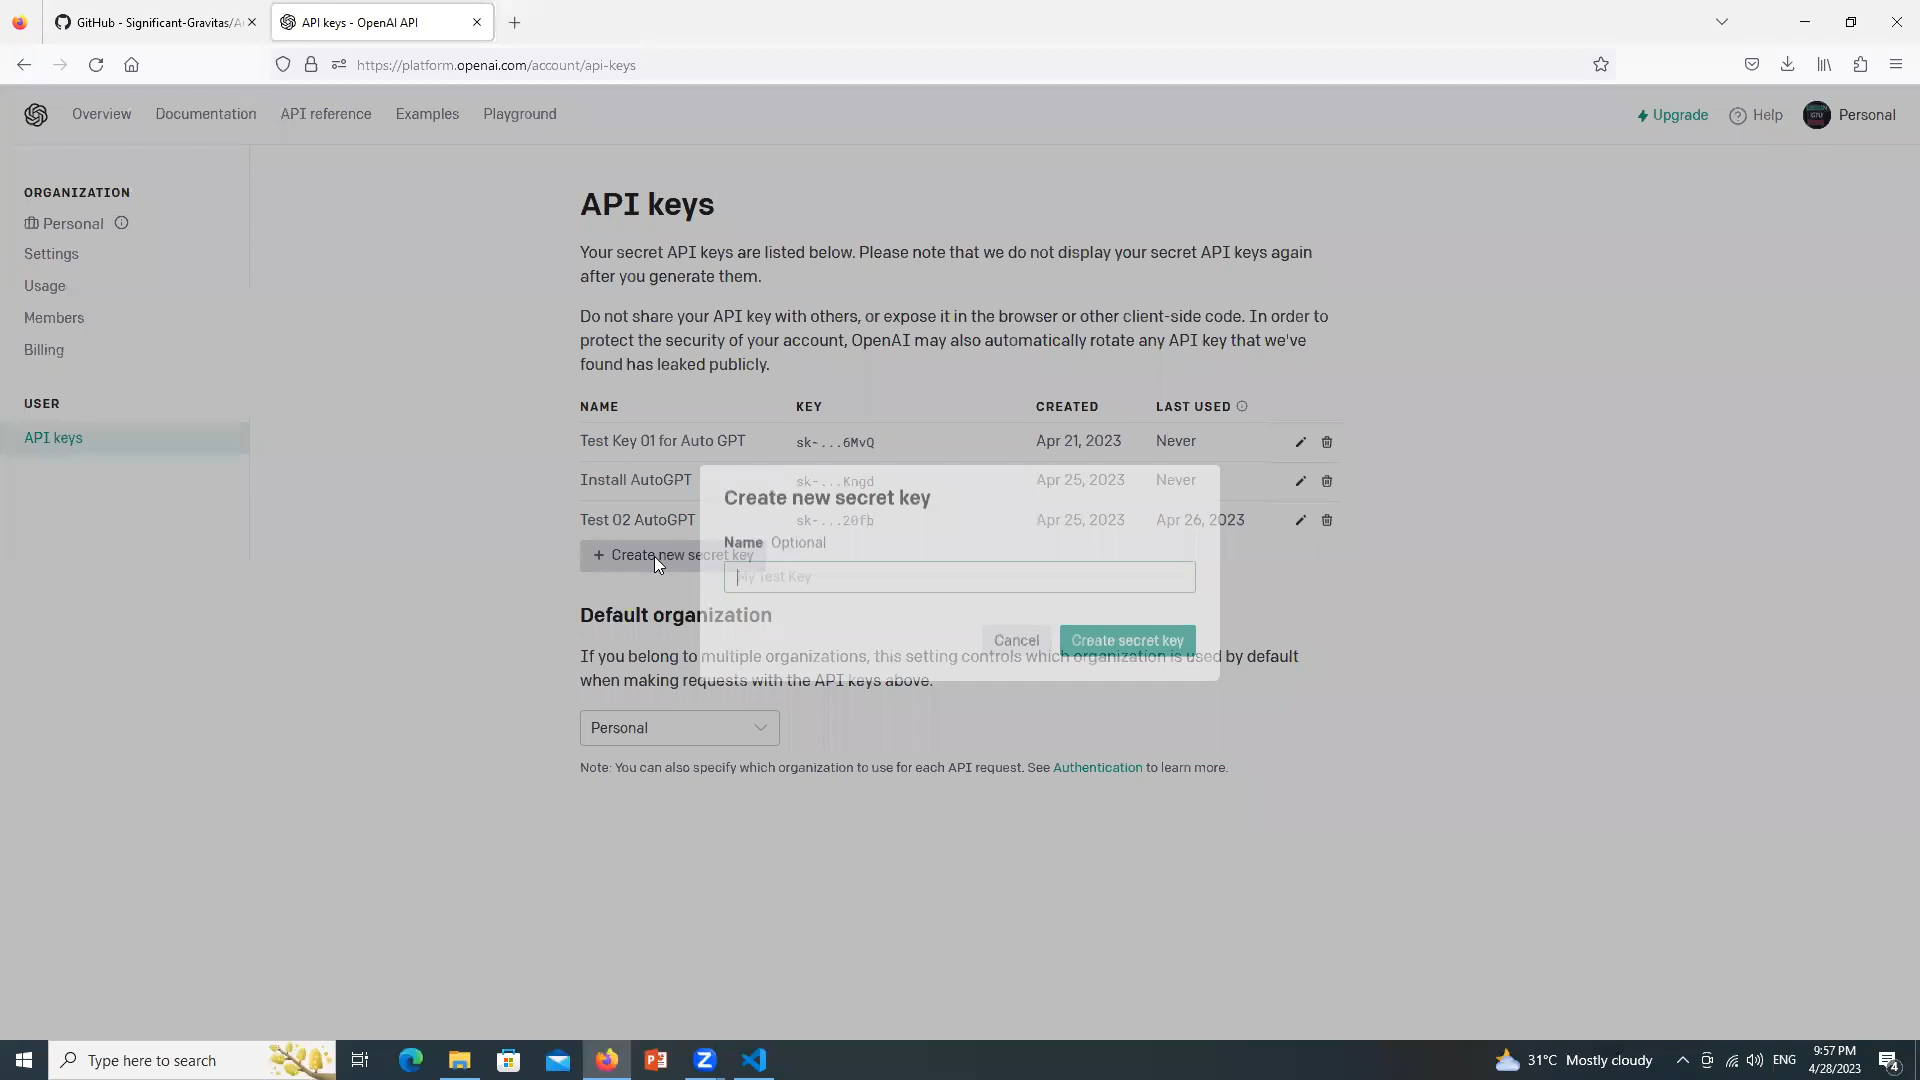 GitHub - Significant-Gravitas/A
API keys - OpenAI API
https://platform.openai.com/account/api-keys
Overview
Documentation
API reference
Examples
Playground
Upgrade
Help
Personal
ORGANIZATION
Personal
Settings
Usage
Members
Billing
USER
API keys
API keys
Your secret API keys are listed below. Please note that we do not display your secret API keys again
after you generate them.
Do not share your API key with others, or expose it in the browser or other client-side code. In order to
protect the security of your account, OpenAI may also automatically rotate any API key that we've
found has leaked publicly.
NAME KEY CREATED LAST USED
Test Key 01 for Auto GPT sk-...6MvQ Apr 21, 2023 Never
Install AutoGPT sk-...Kngd Apr 25, 2023 Never
Test 02 AutoGPT sk-...20fb Apr 25, 2023 Apr 26, 2023
+ Create new secret key
Create new secret key
Name Optional
My Test Key
Cancel
Create secret key
Default organization
If you belong to multiple organizations, this setting controls which organization is used by default
when making requests with the API keys above.
Personal
Note: You can also specify which organization to use for each API request. See Authentication to learn more.
Type here to search
31°C Mostly cloudy
ENG
9:57 PM
4/28/2023
4